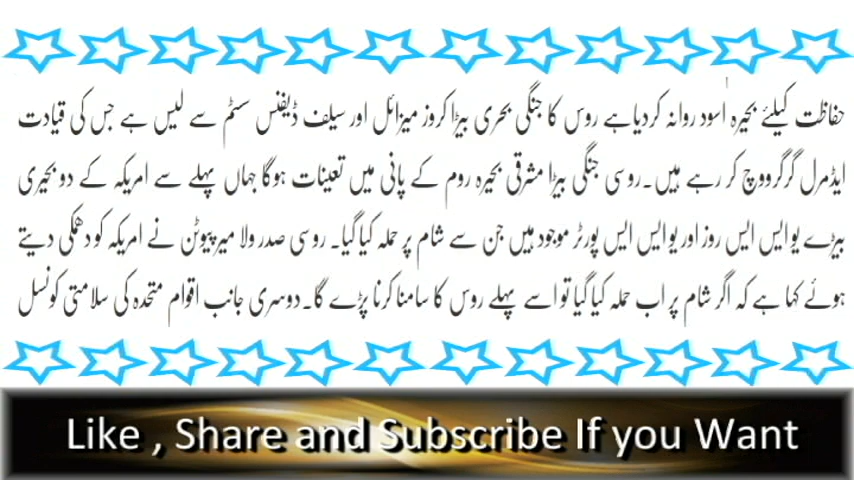 حفاظت کیلئے بحیرہ اٰسود روانہ کردیاہے روس کا جنگی بحری بیڑا کروز میزائل اور سیلف ڈیفنس سسٹم سے لیس ہے جس کی قیادت
ایڈمرل گرگرووچ کر رہے ہیں۔روسی جنگی بیڑا مشرقی بحیرہ روم کے پانی میں تعینات ہوگا جہاں پہلے سے امریکہ کے دو بحیری
بیڑے یو ایس ایس روز اور یو ایس ایس پورٹر موجود ہیں جن سے شام پر حملہ کیا گیا۔ روسی صدر ولا میر پیوٹن نے امریکہ کو دھمکی دیتے
ہوئے کہا ہے کہ اگر شام پر اب حملہ کیا گیا تو اسے پہلے روس کا سامنا کرنا پڑے گا۔دوسری جانب اقوام متحدہ کی سلامتی کونسل
Like , Share and Subscribe If you Want